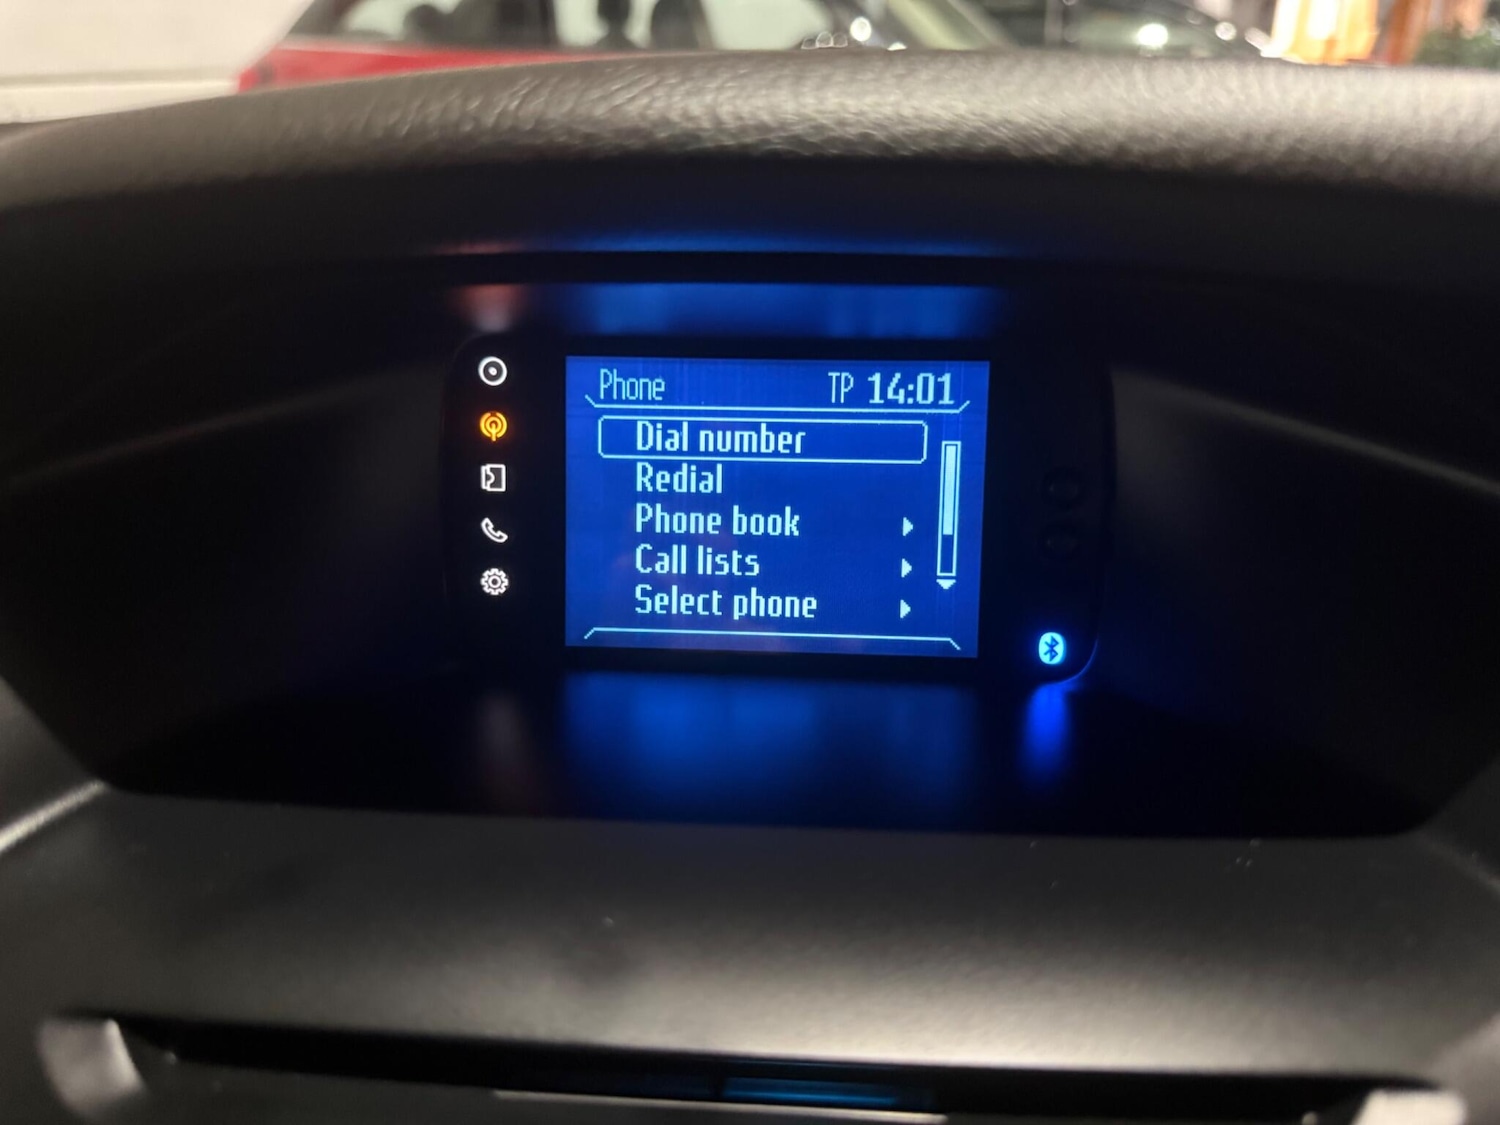 Phone TP 14:01
Dial number
Redial
Phone book
Call lists
Select phone